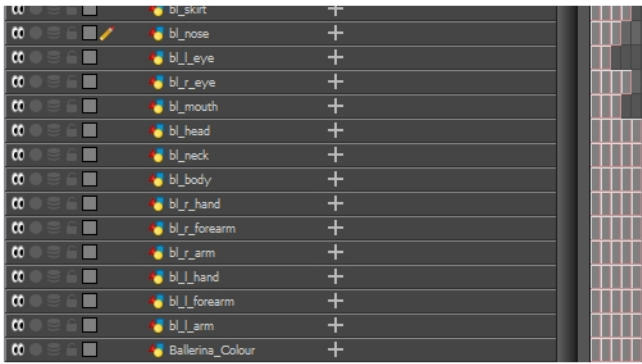 bl_skirt
bl_nose
bl_l_eye
bl_r_eye
bl_mouth
bl_head
bl_neck
bl_body
bl_r_hand
bl_r_forearm
bl_r_arm
bl_l_hand
bl_l_forearm
bl_l_arm
Ballerina_Colour